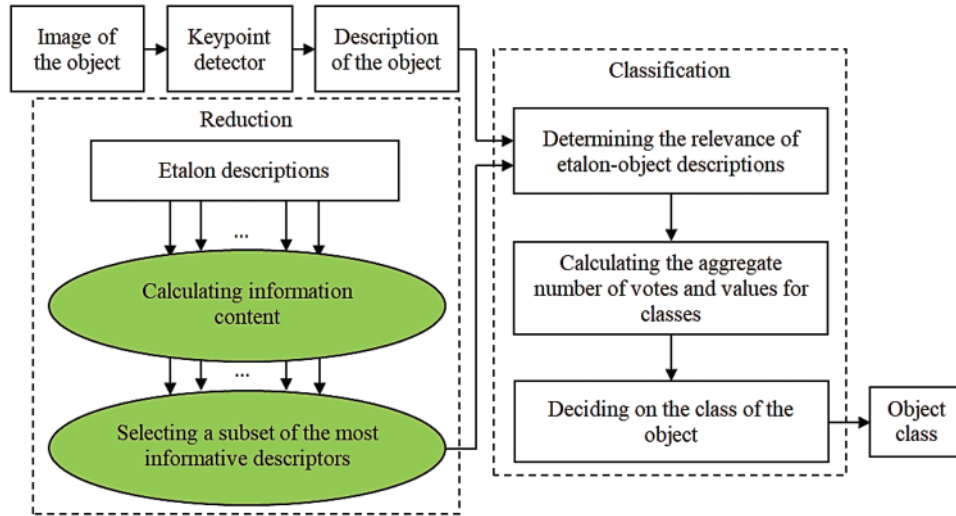 Image of
the object
Keypoint
detector
Description
of the object
Reduction
Etalon descriptions
...
Calculating information
content
...
Selecting a subset of the most
informative descriptors
Classification
Determining the relevance of
etalon-object descriptions
Calculating the aggregate
number of votes and values for
classes
Deciding on the class of the
object
Object
class